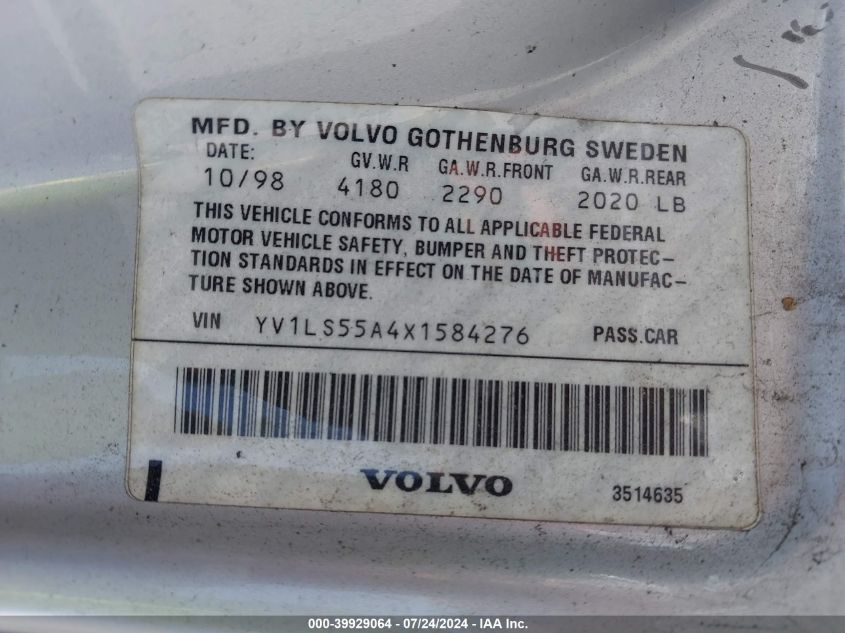 MFD. BY VOLVO GOTHENBURG SWEDEN
DATE: GV.W.R GA.W.R.FRONT GA.W.R.REAR
10/98 4180 2290 2020 LB
THIS VEHICLE CONFORMS TO ALL APPLICABLE FEDERAL
MOTOR VEHICLE SAFETY, BUMPER AND THEFT PROTEC–
TION STANDARDS IN EFFECT ON THE DATE OF MANUFAC–
TURE SHOWN ABOVE.
VIN YV1LS55A4X1584276 PASS.CAR
VOLVO 3514635
000-39929064 - 07/24/2024 - IAA Inc.